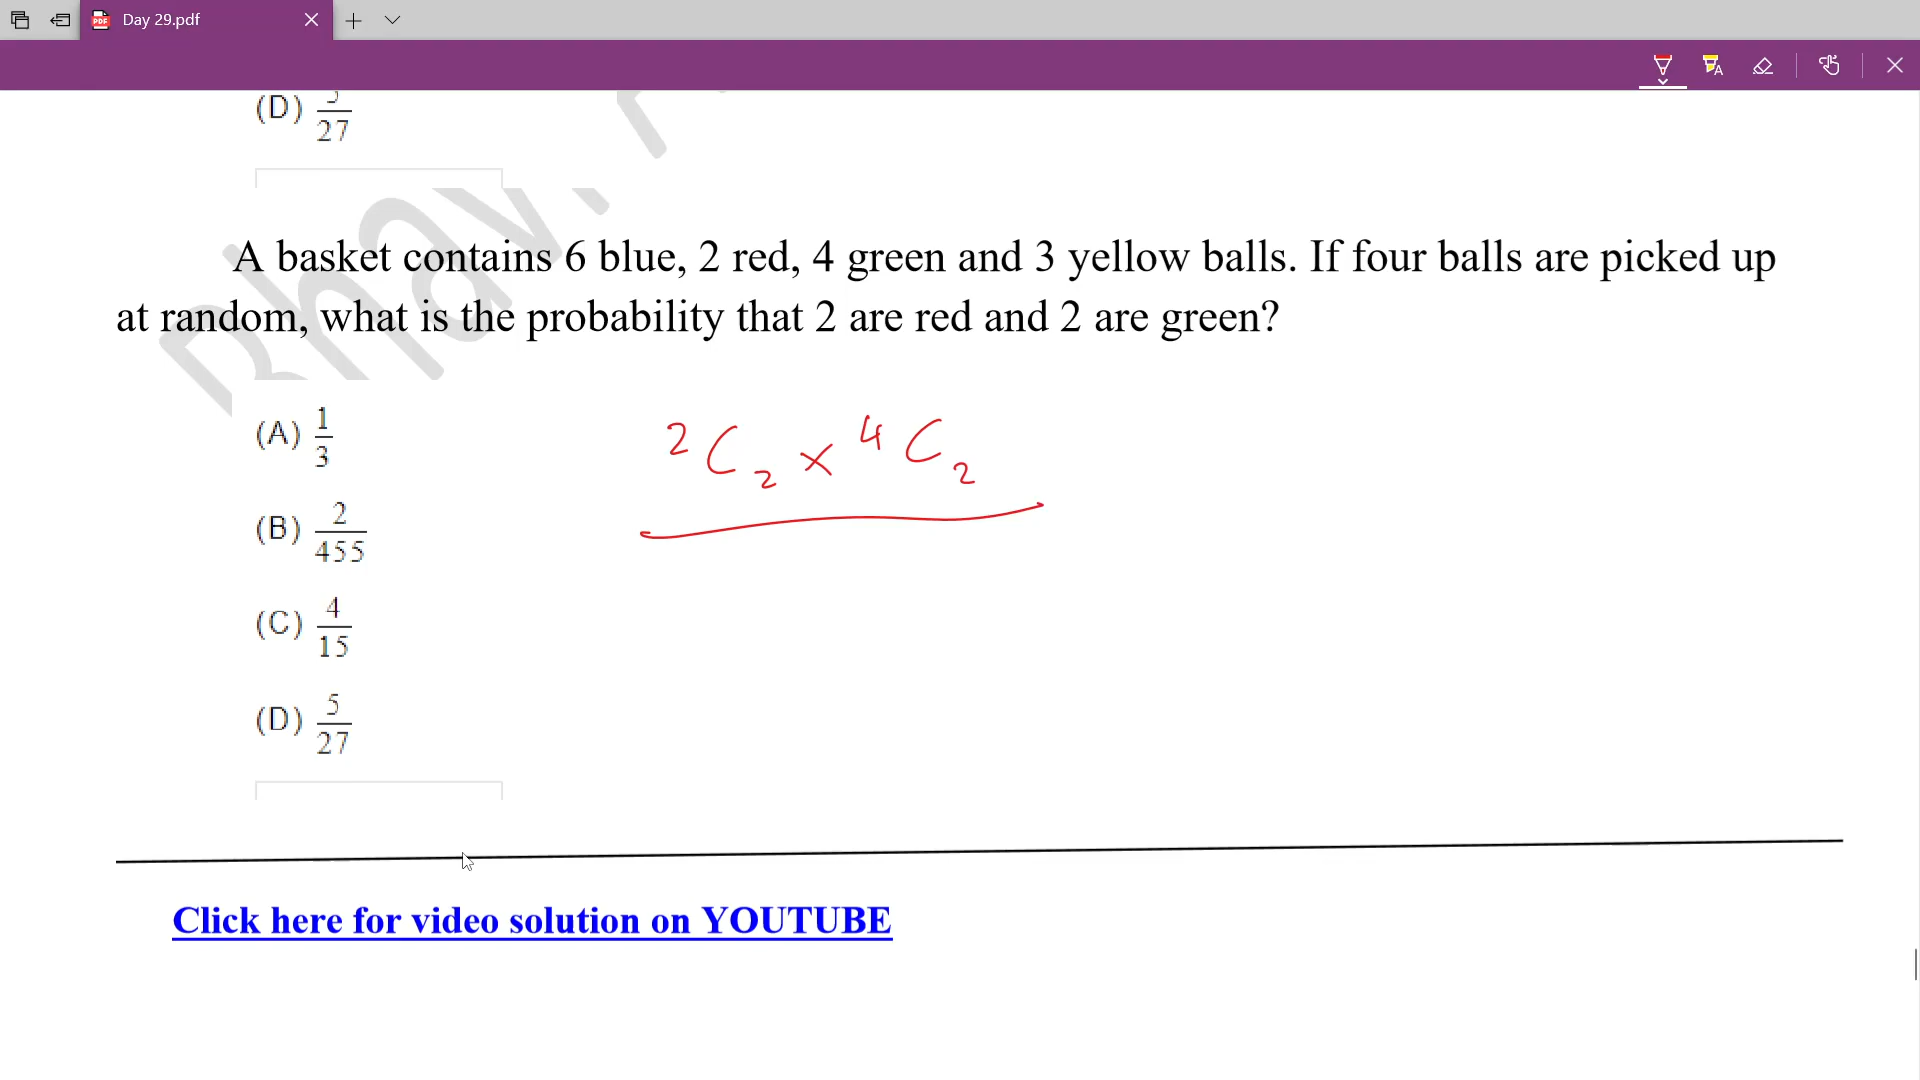 Day 29.pdf
(D) 5/27
A basket contains 6 blue, 2 red, 4 green and 3 yellow balls. If four balls are picked up
at random, what is the probability that 2 are red and 2 are green?
(A) 1/3
²C₂ × ⁴C₂
(B) 2/455
(C) 4/15
(D) 5/27
Click here for video solution on YOUTUBE